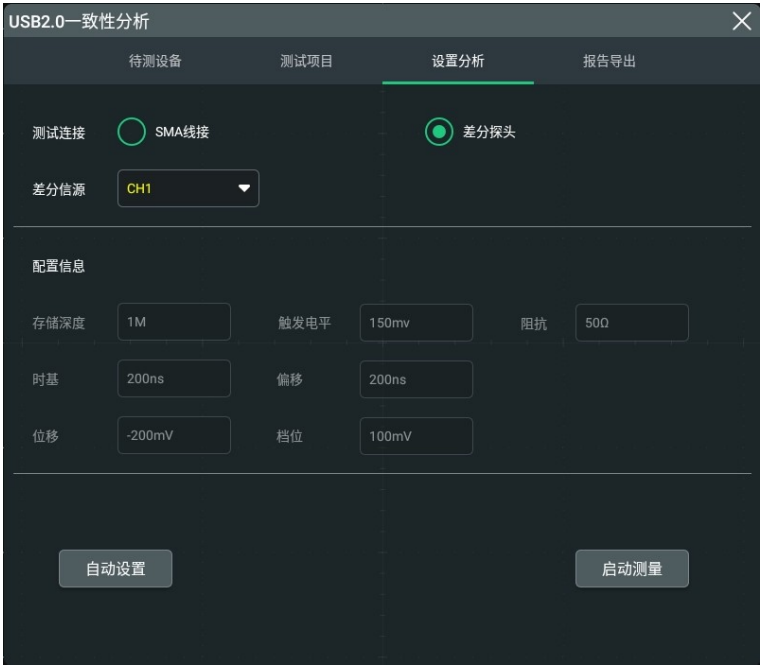 USB2.0一致性分析
待测设备 测试项目 设置分析 报告导出
测试连接 SMA线接 差分探头
差分信源 CH1
配置信息
存储深度 1M 触发电平 150mv 阻抗 50Ω
时基 200ns 偏移 200ns
位移 -200mV 档位 100mV
自动设置 启动测量